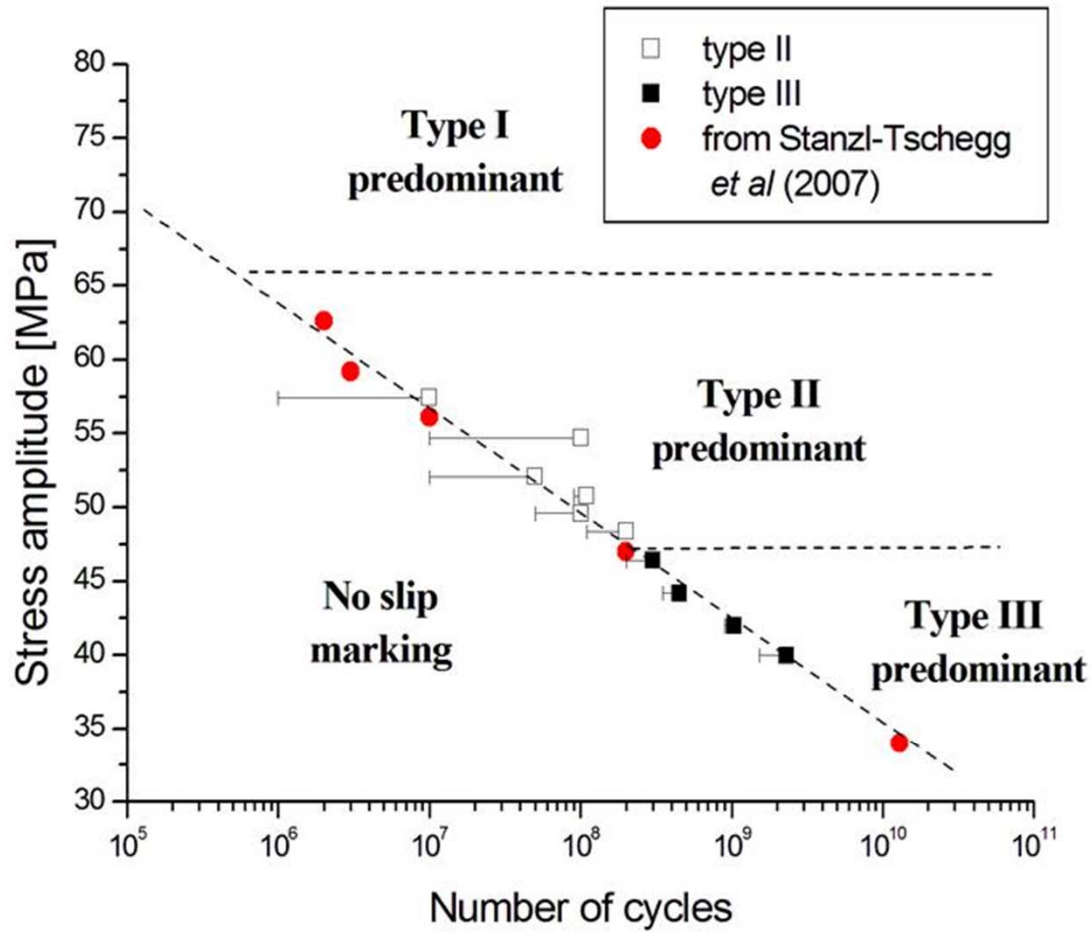 type II
type III
from Stanzl-Tschegg
et al (2007)
Type I
predominant
Type II
predominant
No slip
marking
Type III
predominant
Stress amplitude [MPa]
80
75
70
65
60
55
50
45
40
35
30
10^5
10^6
10^7
10^8
10^9
10^10
10^11
Number of cycles